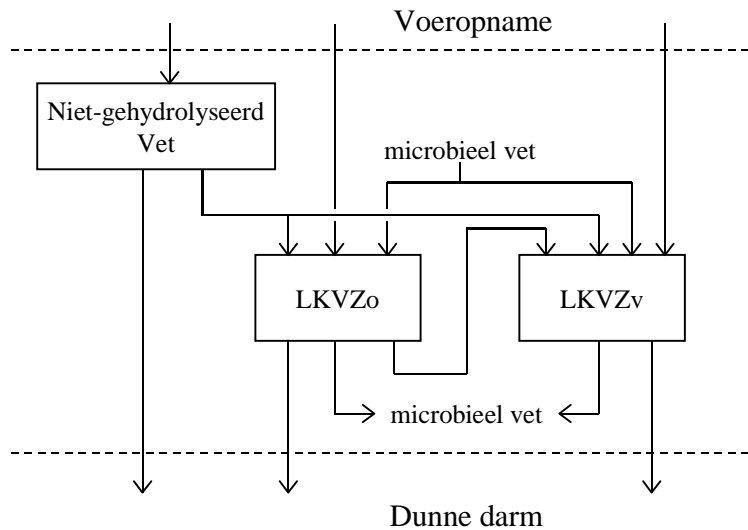 Voeropname
Niet-gehydrolyseerd
Vet
microbieel vet
LKVZo
LKVZv
microbieel vet
Dunne darm